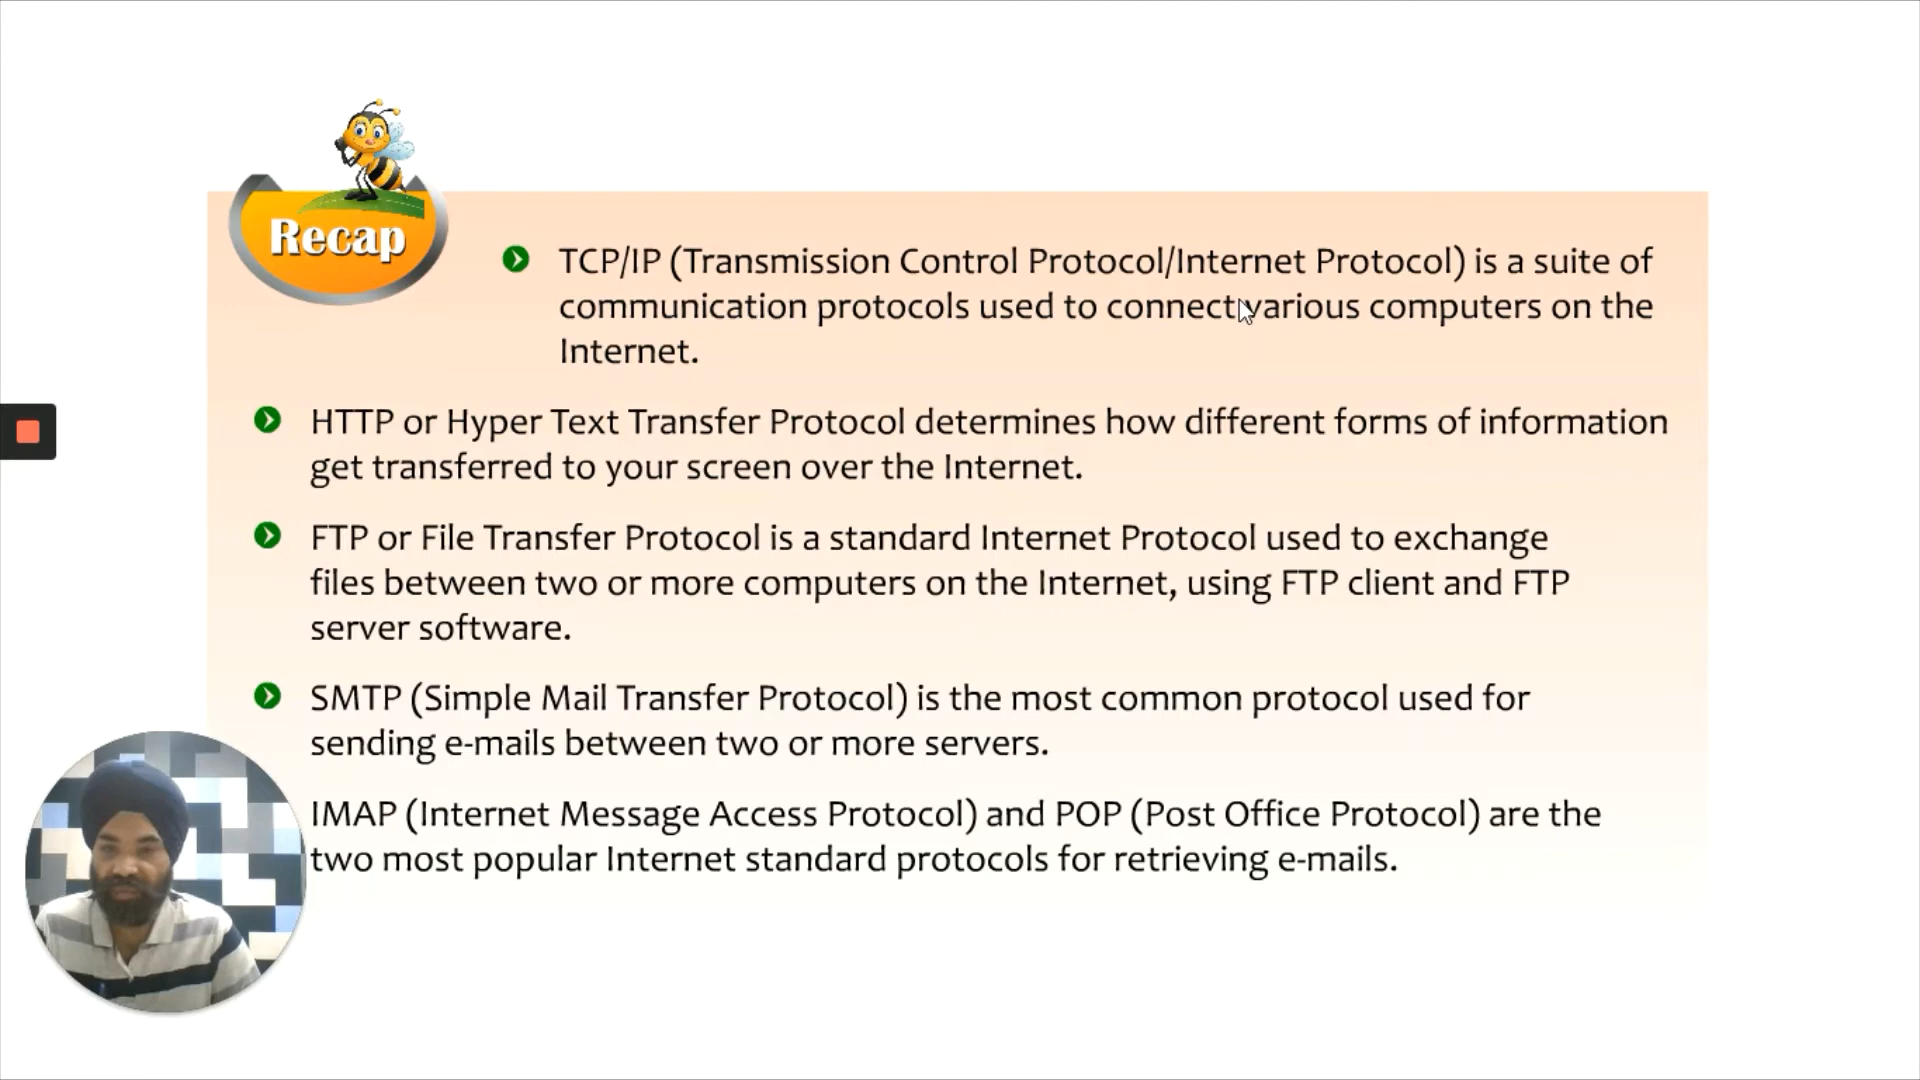 Recap
TCP/IP (Transmission Control Protocol/Internet Protocol) is a suite of
communication protocols used to connect various computers on the
Internet.
HTTP or Hyper Text Transfer Protocol determines how different forms of information
get transferred to your screen over the Internet.
FTP or File Transfer Protocol is a standard Internet Protocol used to exchange
files between two or more computers on the Internet, using FTP client and FTP
server software.
SMTP (Simple Mail Transfer Protocol) is the most common protocol used for
sending e-mails between two or more servers.
IMAP (Internet Message Access Protocol) and POP (Post Office Protocol) are the
two most popular Internet standard protocols for retrieving e-mails.